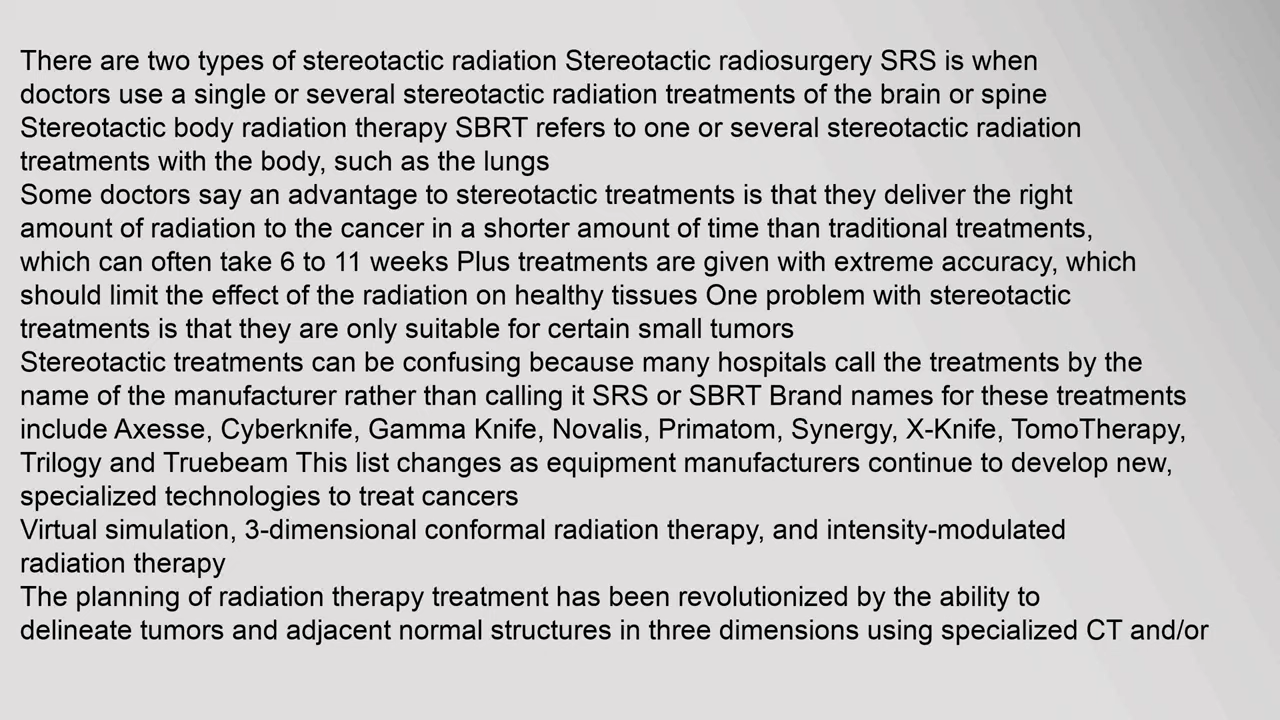 There are two types of stereotactic radiation Stereotactic radiosurgery SRS is when
doctors use a single or several stereotactic radiation treatments of the brain or spine
Stereotactic body radiation therapy SBRT refers to one or several stereotactic radiation
treatments with the body, such as the lungs
Some doctors say an advantage to stereotactic treatments is that they deliver the right
amount of radiation to the cancer in a shorter amount of time than traditional treatments,
which can often take 6 to 11 weeks Plus treatments are given with extreme accuracy, which
should limit the effect of the radiation on healthy tissues One problem with stereotactic
treatments is that they are only suitable for certain small tumors
Stereotactic treatments can be confusing because many hospitals call the treatments by the
name of the manufacturer rather than calling it SRS or SBRT Brand names for these treatments
include Axesse, Cyberknife, Gamma Knife, Novalis, Primatom, Synergy, X-Knife, TomoTherapy,
Trilogy and Truebeam This list changes as equipment manufacturers continue to develop new,
specialized technologies to treat cancers
Virtual simulation, 3-dimensional conformal radiation therapy, and intensity-modulated
radiation therapy
The planning of radiation therapy treatment has been revolutionized by the ability to
delineate tumors and adjacent normal structures in three dimensions using specialized CT and/or